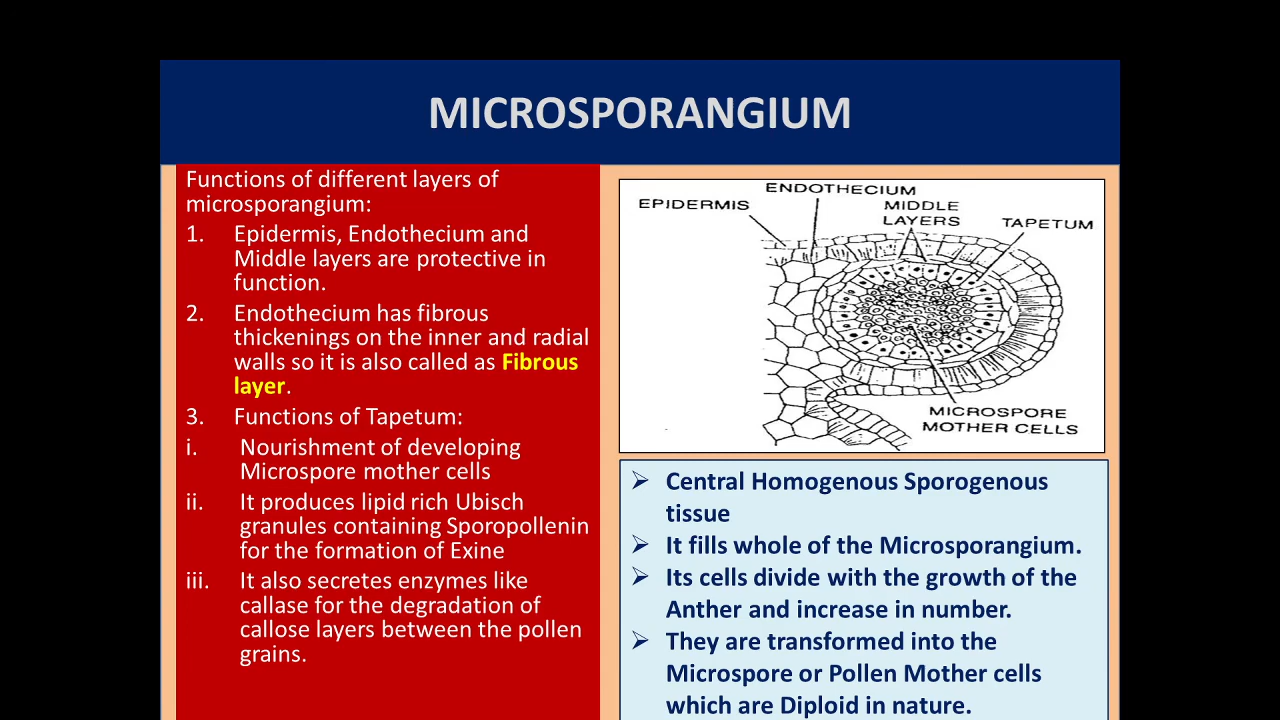 MICROSPORANGIUM
Functions of different layers of
microsporangium:
1. Epidermis, Endothecium and
Middle layers are protective in
function.
2. Endothecium has fibrous
thickenings on the inner and radial
walls so it is also called as Fibrous
layer.
3. Functions of Tapetum:
i. Nourishment of developing
Microspore mother cells
ii. It produces lipid rich Ubisch
granules containing Sporopollenin
for the formation of Exine
iii. It also secretes enzymes like
callase for the degradation of
callose layers between the pollen
grains.
ENDOTHECIUM
EPIDERMIS
MIDDLE
LAYERS
TAPETUM
MICROSPORE
MOTHER CELLS
➢ Central Homogenous Sporogenous
tissue
➢ It fills whole of the Microsporangium.
➢ Its cells divide with the growth of the
Anther and increase in number.
➢ They are transformed into the
Microspore or Pollen Mother cells
which are Diploid in nature.